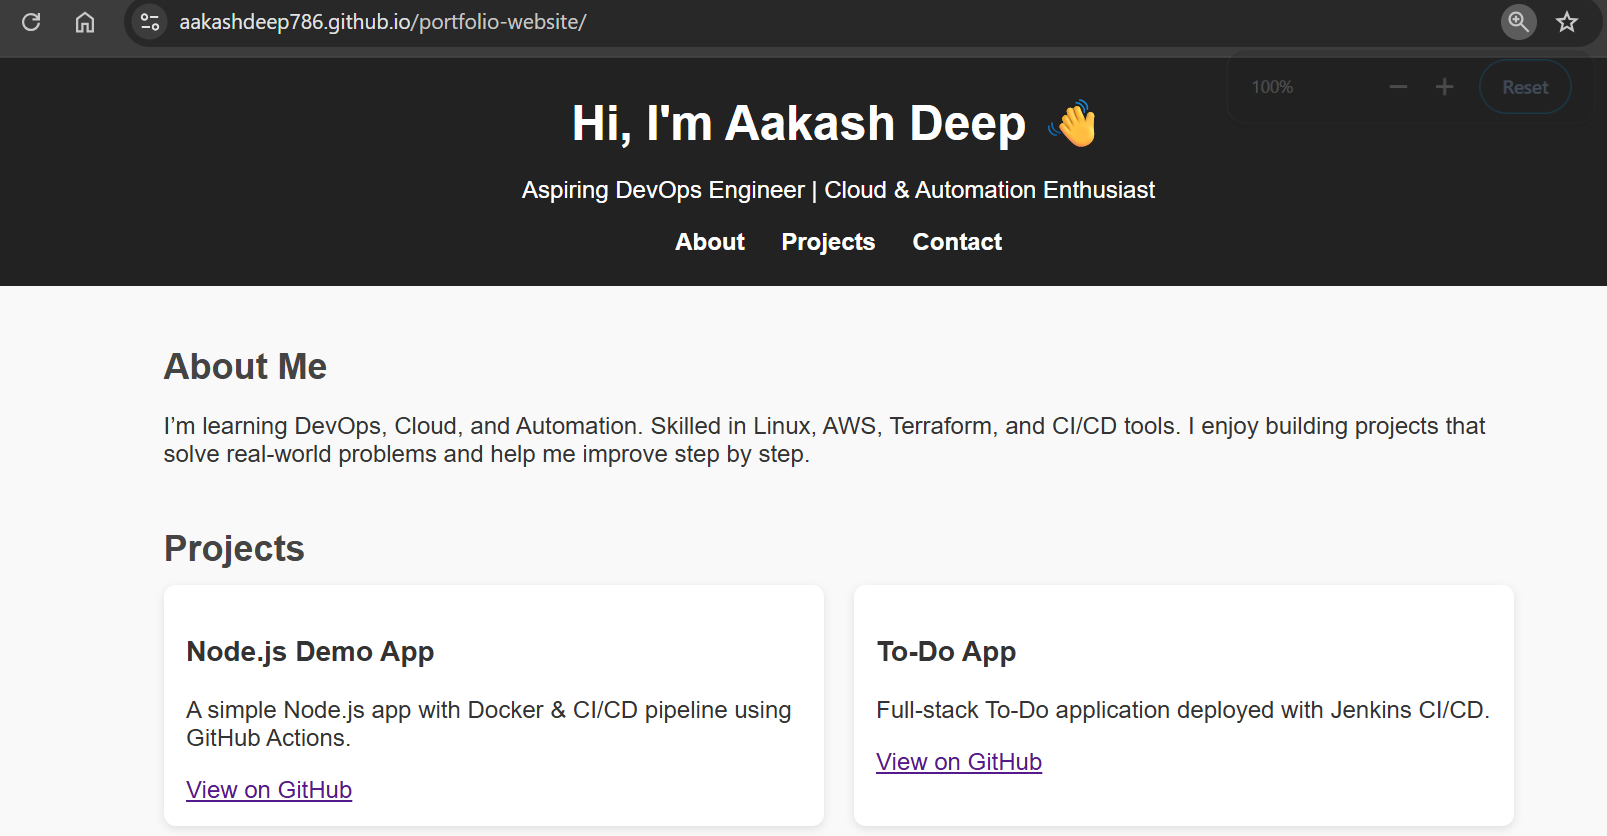 aakashdeep786.github.io/portfolio-website/
100%
Reset
Hi, I'm Aakash Deep 👋
Aspiring DevOps Engineer | Cloud & Automation Enthusiast
About Projects Contact
About Me
I’m learning DevOps, Cloud, and Automation. Skilled in Linux, AWS, Terraform, and CI/CD tools. I enjoy building projects that
solve real-world problems and help me improve step by step.
Projects
Node.js Demo App
A simple Node.js app with Docker & CI/CD pipeline using
GitHub Actions.
View on GitHub
To-Do App
Full-stack To-Do application deployed with Jenkins CI/CD.
View on GitHub